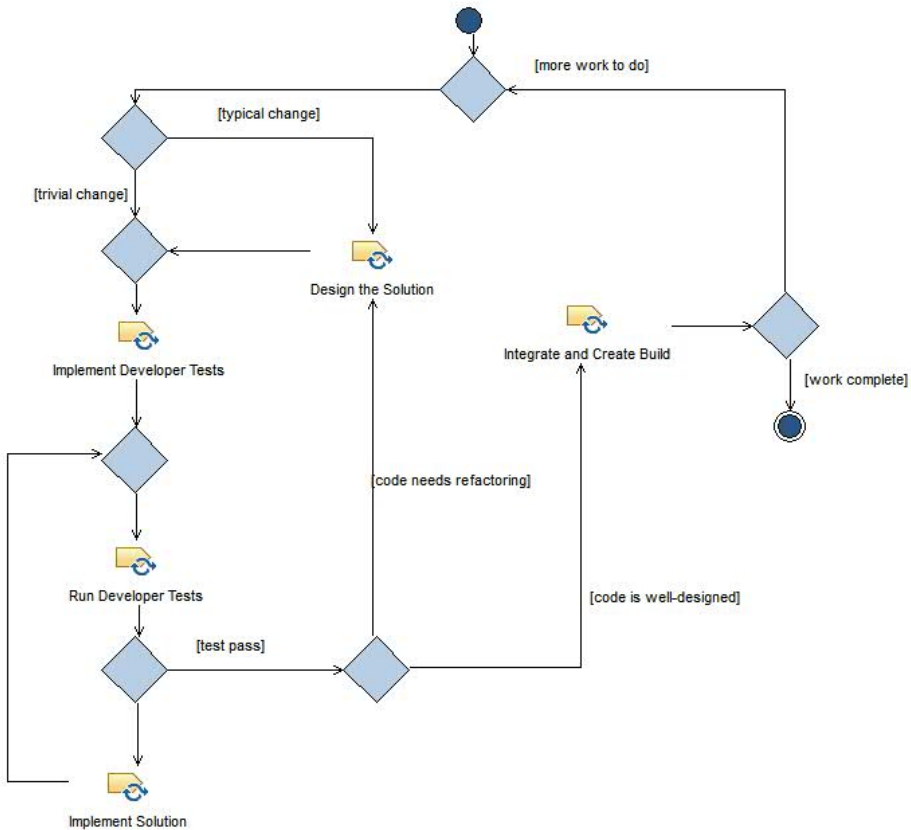 [more work to do]
[typical change]
[trivial change]
Design the Solution
Integrate and Create Build
Implement Developer Tests
[work complete]
[code needs refactoring]
Run Developer Tests
[code is well-designed]
[test pass]
Implement Solution